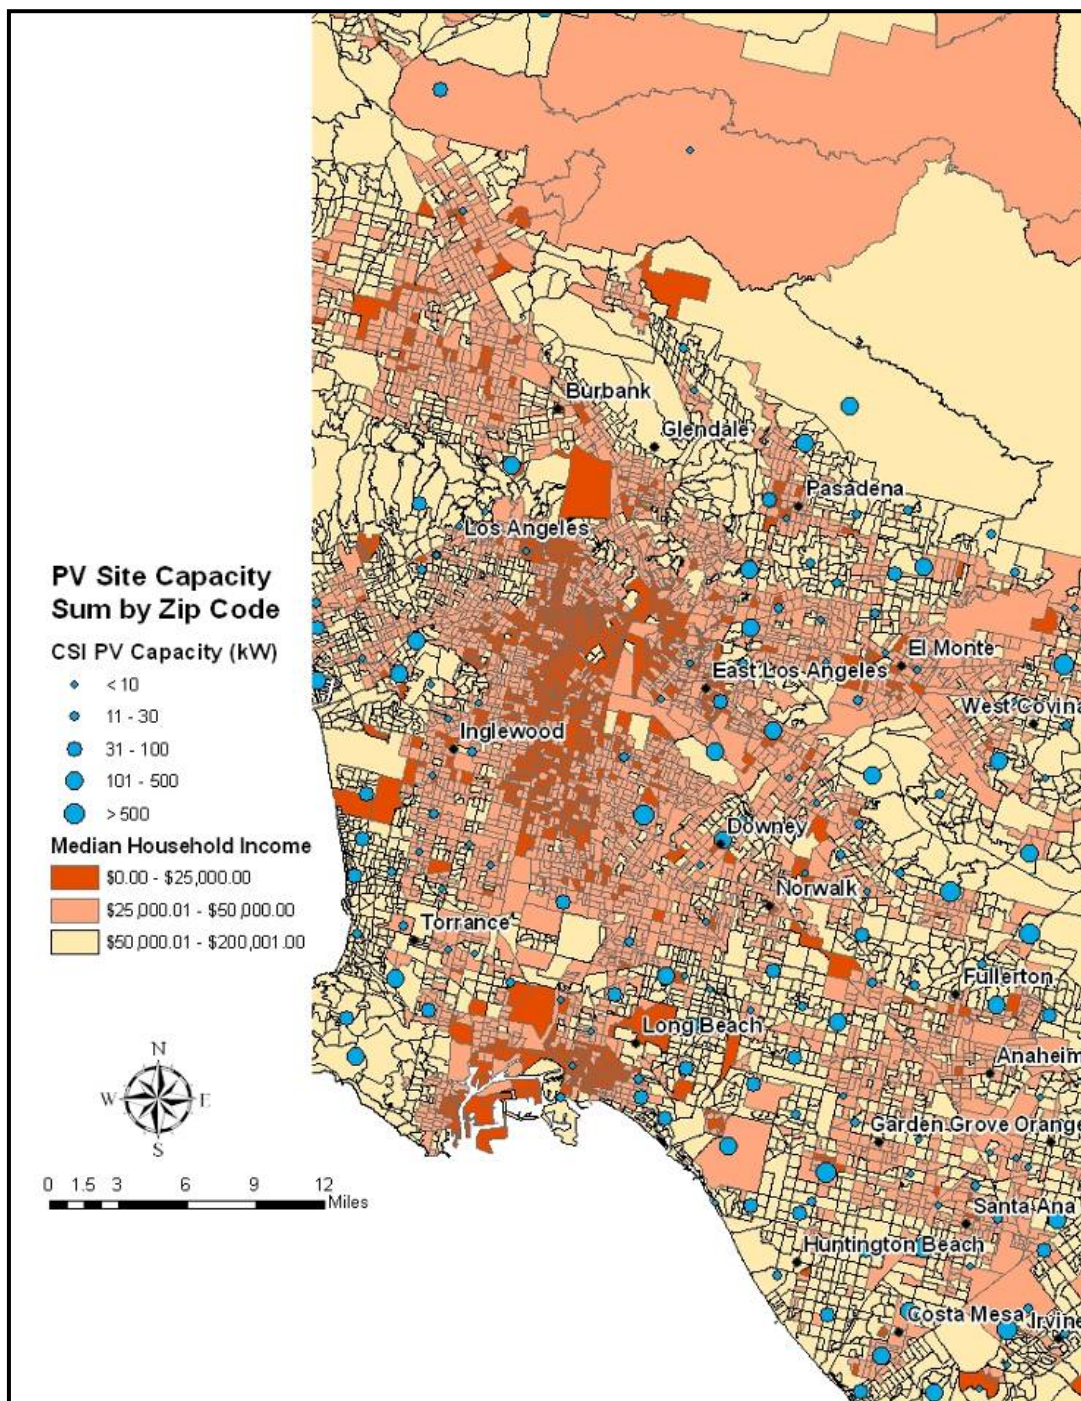 Burbank
Glendale
Pasadena
Los Angeles
PV Site Capacity
Sum by Zip Code
CSI PV Capacity (kW)
< 10
11 - 30
31 - 100
101 - 500
> 500
Median Household Income
$0.00 - $25,000.00
$25,000.01 - $50,000.00
$50,000.01 - $200,001.00
El Monte
East Los Angeles
West Covina
Inglewood
Downey
Norwalk
Torrance
Fullerton
Long Beach
Anaheim
Garden Grove Orange
Santa Ana
Huntington Beach
Costa Mesa Irvine
N
W E
S
0 1.5 3 6 9 12
Miles